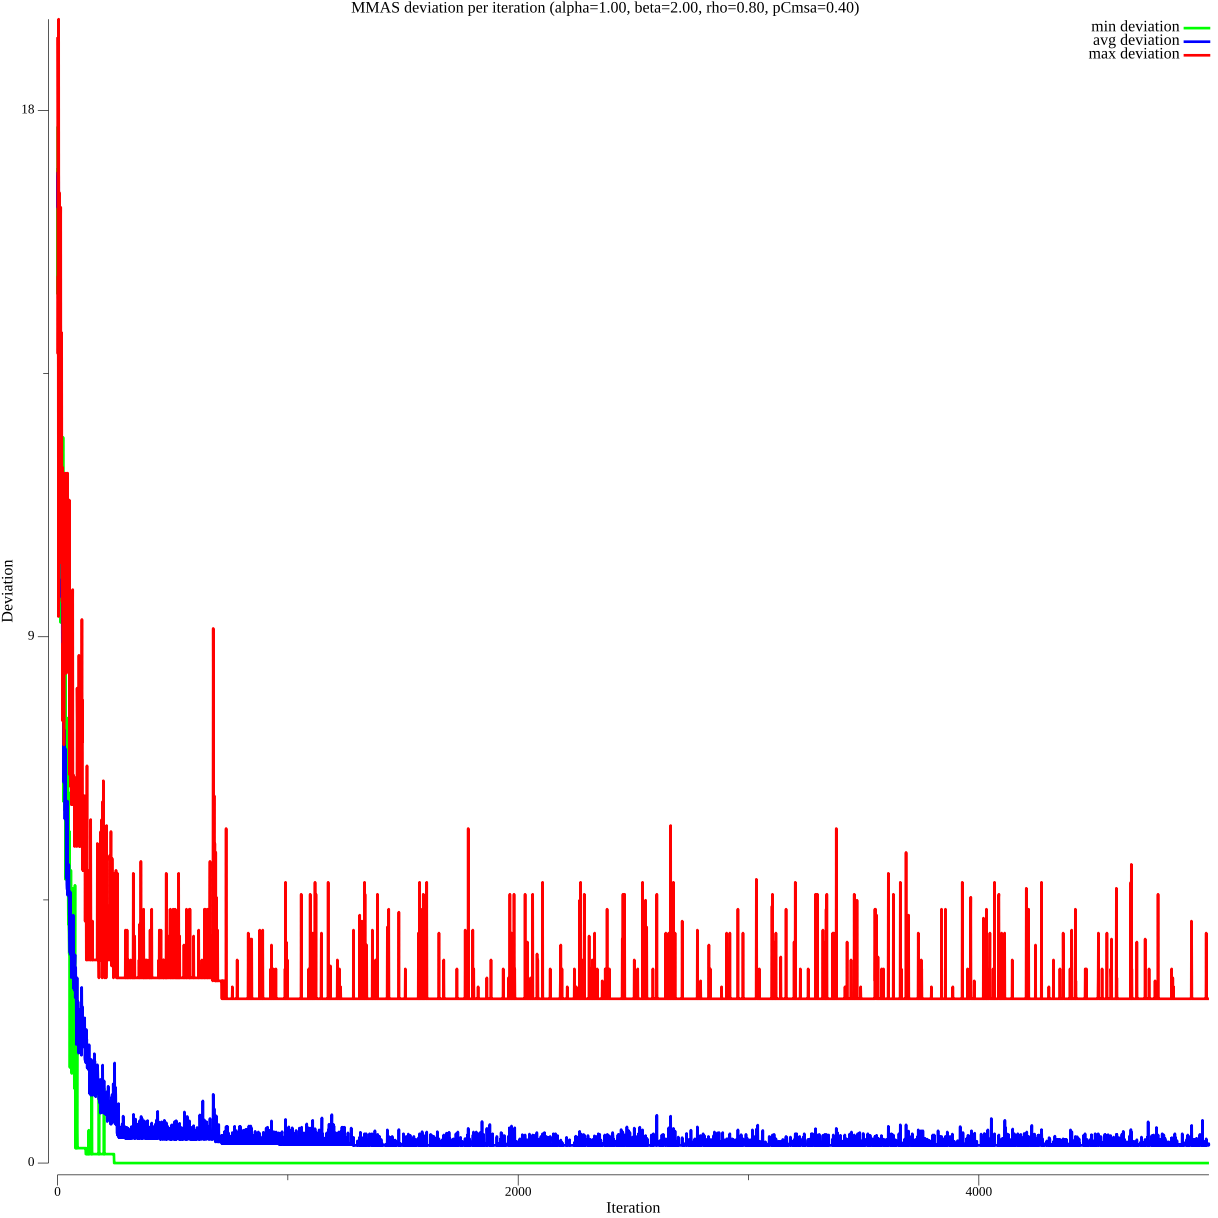 MMAS deviation per iteration (alpha=1.00, beta=2.00, rho=0.80, pCmsa=0.40)
min deviation
avg deviation
max deviation
18
9
0
Deviation
0
2000
4000
Iteration